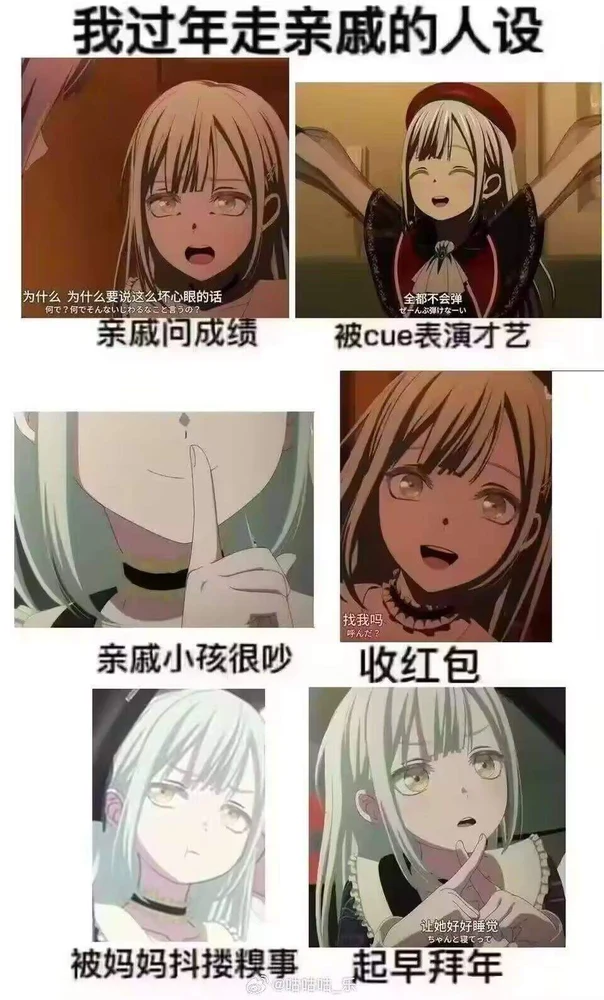 我过年走亲戚的人设
为什么 为什么要说这么坏心眼的话
何で？何でそんないじわるなこと言うの？
全都不会弹
ぜーんぶ弾けなーい
亲戚问成绩
被cue表演才艺
找我吗
呼んだ？
亲戚小孩很吵
收红包
让她好好睡觉
ちゃんと寝てって
被妈妈抖搂糗事
起早拜年